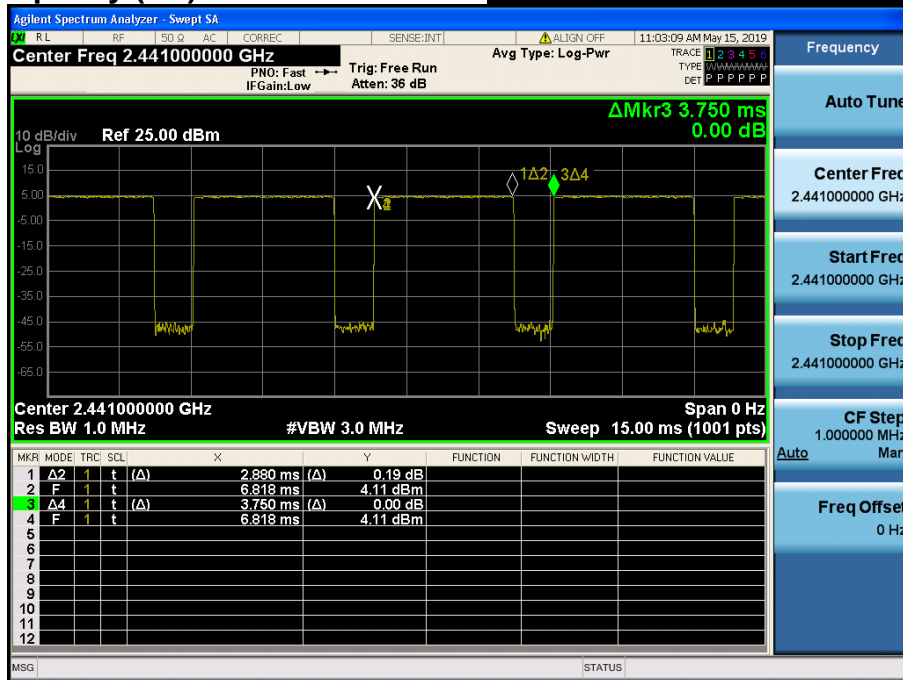 Agilent Spectrum Analyzer - Swept SA
LXI RL RF 50 Ω AC CORREC SENSE:INT ALIGN OFF 11:03:09 AM May 15, 2019
Center Freq 2.441000000 GHz Avg Type: Log-Pwr TRACE 1 2 3 4 5 6
PNO: Fast Trig: Free Run TYPE
IFGain:Low Atten: 36 dB DET P P P P P P
Frequency
ΔMkr3 3.750 ms
0.00 dB
10 dB/div Ref 25.00 dBm
Log
15.0
5.00
-5.00
-15.0
-25.0
-35.0
-45.0
-55.0
-65.0
1Δ2 3Δ4
Center 2.441000000 GHz Span 0 Hz
Res BW 1.0 MHz #VBW 3.0 MHz Sweep 15.00 ms (1001 pts)
MKR MODE TRC SCL X Y FUNCTION FUNCTION WIDTH FUNCTION VALUE
1 Δ2 1 t (Δ) 2.880 ms (Δ) 0.19 dB
2 F 1 t 6.818 ms 4.11 dBm
3 Δ4 1 t (Δ) 3.750 ms (Δ) 0.00 dB
4 F 1 t 6.818 ms 4.11 dBm
5
6
7
8
9
10
11
12
MSG STATUS
Auto Tune
Center Freq
2.441000000 GHz
Start Freq
2.441000000 GHz
Stop Freq
2.441000000 GHz
CF Step
1.000000 MHz
Auto Man
Freq Offset
0 Hz